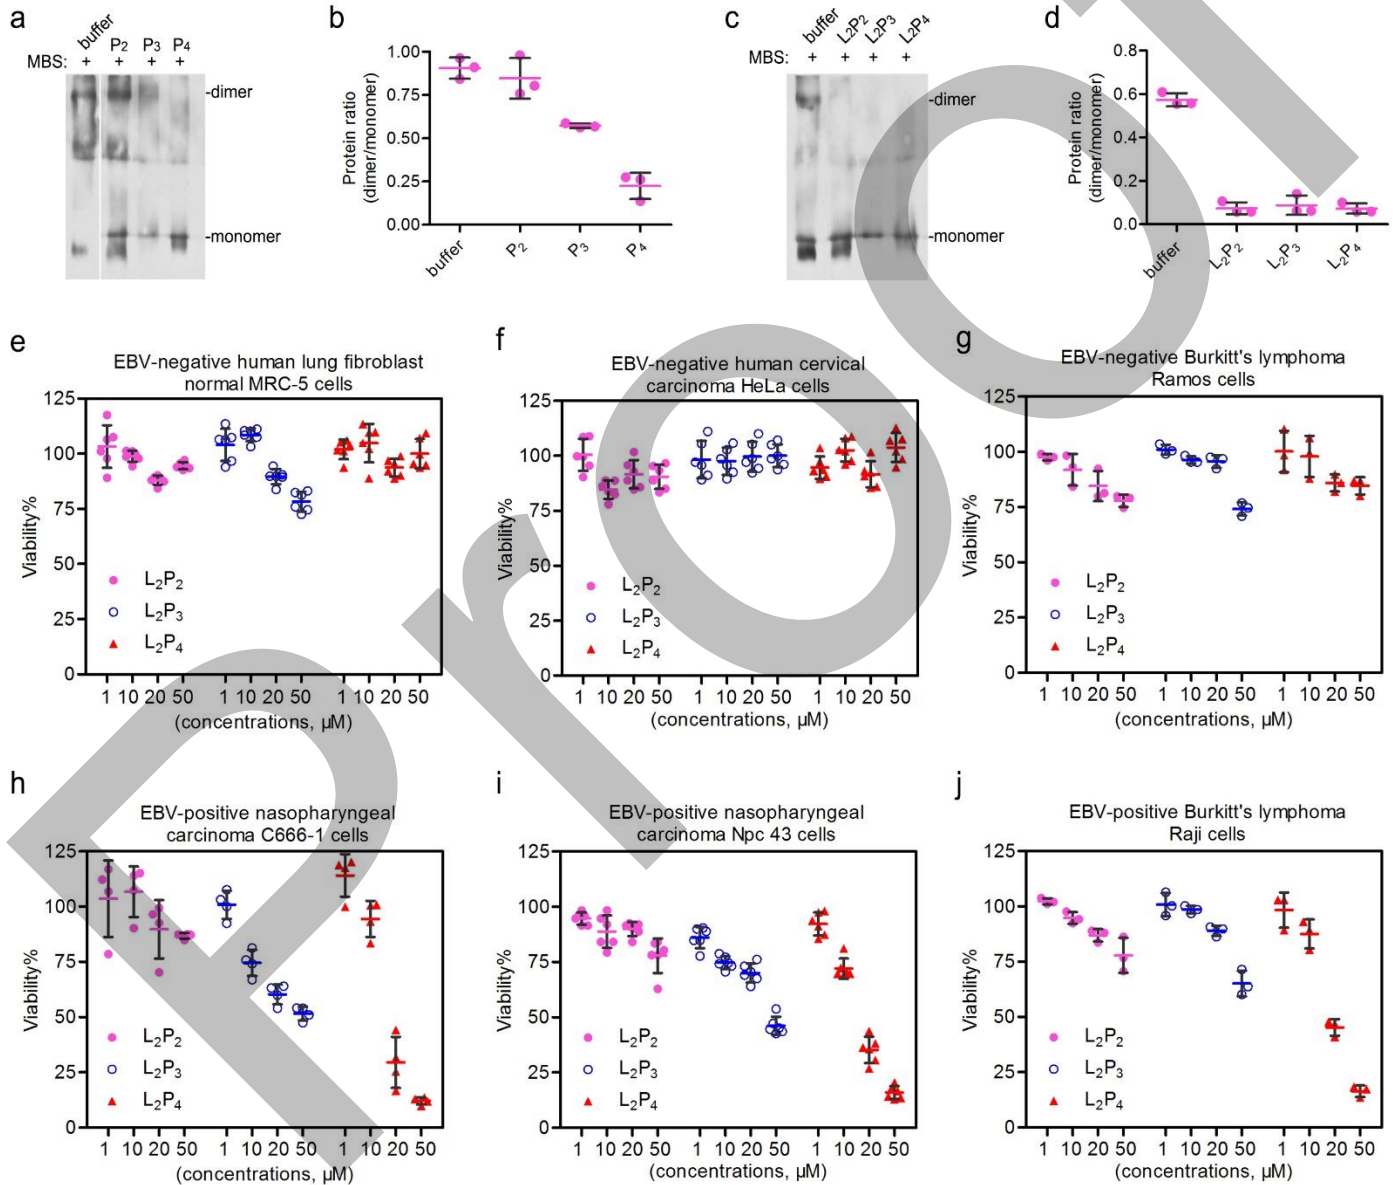 a
buffer P2 P3 P4
MBS: + + + +
-dimer
-monomer
b
Protein ratio
(dimer/monomer)
1.00
0.75
0.50
0.25
0.00
buffer P2 P3 P4
c
buffer L2P2 L2P3 L2P4
MBS: + + + +
-dimer
-monomer
d
Protein ratio
(dimer/monomer)
0.8
0.6
0.4
0.2
0.0
buffer L2P2 L2P3 L2P4
e
EBV-negative human lung fibroblast
normal MRC-5 cells
Viability%
125
100
75
50
25
0
L2P2
L2P3
L2P4
1 10 20 50 1 10 20 50 1 10 20 50
(concentrations, µM)
f
EBV-negative human cervical
carcinoma HeLa cells
Viability%
125
100
75
50
25
0
L2P2
L2P3
L2P4
1 10 20 50 1 10 20 50 1 10 20 50
(concentrations, µM)
g
EBV-negative Burkitt's lymphoma
Ramos cells
Viability%
125
100
75
50
25
0
L2P2
L2P3
L2P4
1 10 20 50 1 10 20 50 1 10 20 50
(concentrations, µM)
h
EBV-positive nasopharyngeal
carcinoma C666-1 cells
Viability%
125
100
75
50
25
0
L2P2
L2P3
L2P4
1 10 20 50 1 10 20 50 1 10 20 50
(concentrations, µM)
i
EBV-positive nasopharyngeal
carcinoma Npc 43 cells
Viability%
125
100
75
50
25
0
L2P2
L2P3
L2P4
1 10 20 50 1 10 20 50 1 10 20 50
(concentrations, µM)
j
EBV-positive Burkitt's lymphoma
Raji cells
Viability%
125
100
75
50
25
0
L2P2
L2P3
L2P4
1 10 20 50 1 10 20 50 1 10 20 50
(concentrations, µM)